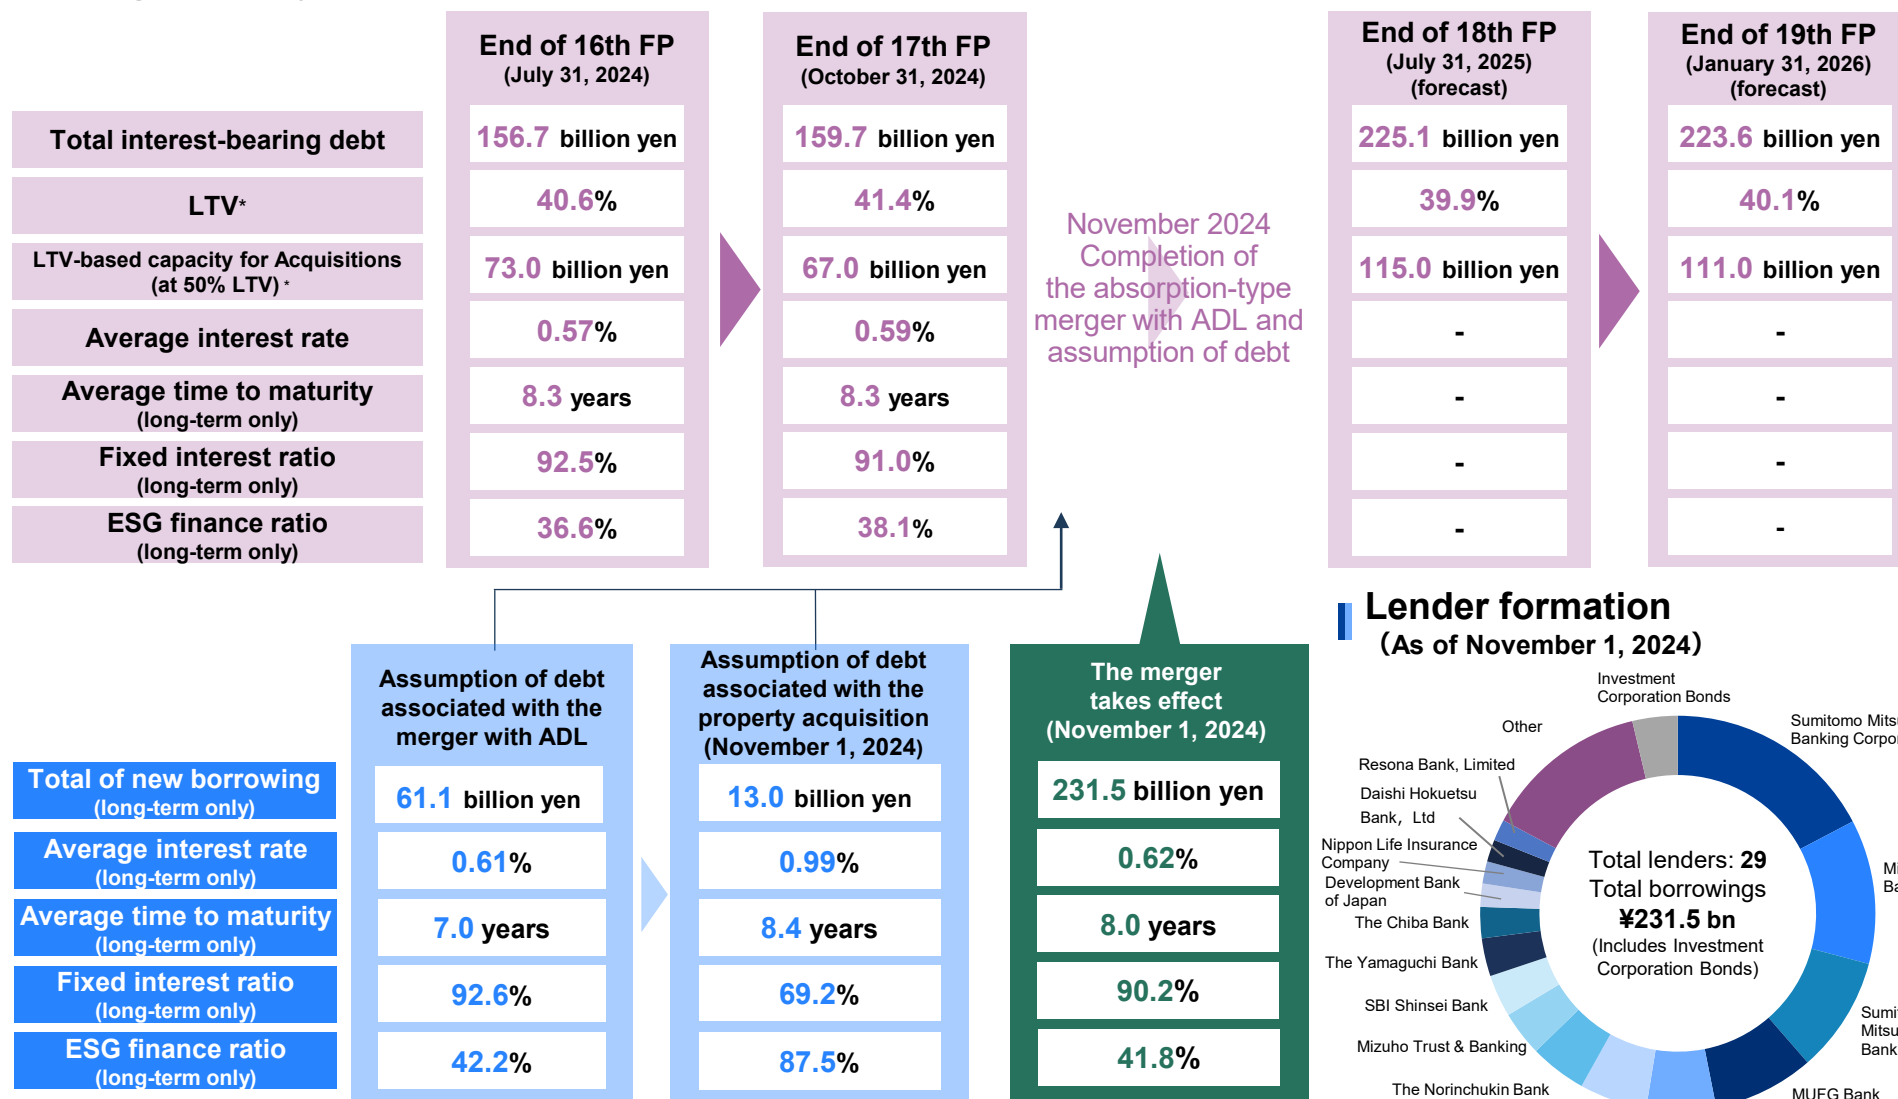 End of 16th FP
(July 31, 2024)
End of 17th FP
(October 31, 2024)
End of 18th FP
(July 31, 2025)
(forecast)
End of 19th FP
(January 31, 2026)
(forecast)
Total interest-bearing debt
156.7 billion yen
159.7 billion yen
225.1 billion yen
223.6 billion yen
LTV*
40.6%
41.4%
39.9%
40.1%
LTV-based capacity for Acquisitions
(at 50% LTV) *
73.0 billion yen
67.0 billion yen
115.0 billion yen
111.0 billion yen
Average interest rate
0.57%
0.59%
-
-
Average time to maturity
(long-term only)
8.3 years
8.3 years
-
-
Fixed interest ratio
(long-term only)
92.5%
91.0%
-
-
ESG finance ratio
(long-term only)
36.6%
38.1%
-
-
November 2024
Completion of
the absorption-type
merger with ADL and
assumption of debt
Assumption of debt
associated with the
merger with ADL
Assumption of debt
associated with the
property acquisition
(November 1, 2024)
The merger
takes effect
(November 1, 2024)
Total of new borrowing
(long-term only)
61.1 billion yen
13.0 billion yen
231.5 billion yen
Average interest rate
(long-term only)
0.61%
0.99%
0.62%
Average time to maturity
(long-term only)
7.0 years
8.4 years
8.0 years
Fixed interest ratio
(long-term only)
92.6%
69.2%
90.2%
ESG finance ratio
(long-term only)
42.2%
87.5%
41.8%
Lender formation
(As of November 1, 2024)
Investment
Corporation Bonds
Other
Resona Bank, Limited
Daishi Hokuetsu
Bank, Ltd
Nippon Life Insurance
Company
Development Bank
of Japan
The Chiba Bank
The Yamaguchi Bank
SBI Shinsei Bank
Mizuho Trust & Banking
The Norinchukin Bank
Total lenders: 29
Total borrowings
¥231.5 bn
(Includes Investment
Corporation Bonds)
Sumitomo
Banking
Bank
MUFG Bank